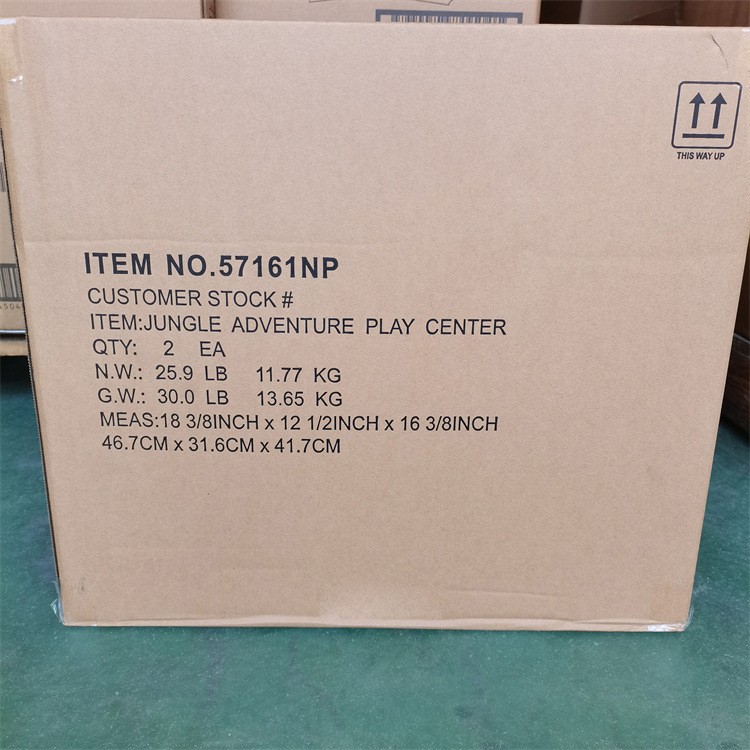 THIS WAY UP
ITEM NO.57161NP
CUSTOMER STOCK #
ITEM:JUNGLE ADVENTURE PLAY CENTER
QTY: 2 EA
N.W.: 25.9 LB 11.77 KG
G.W.: 30.0 LB 13.65 KG
MEAS:18 3/8INCH x 12 1/2INCH x 16 3/8INCH
46.7CM x 31.6CM x 41.7CM